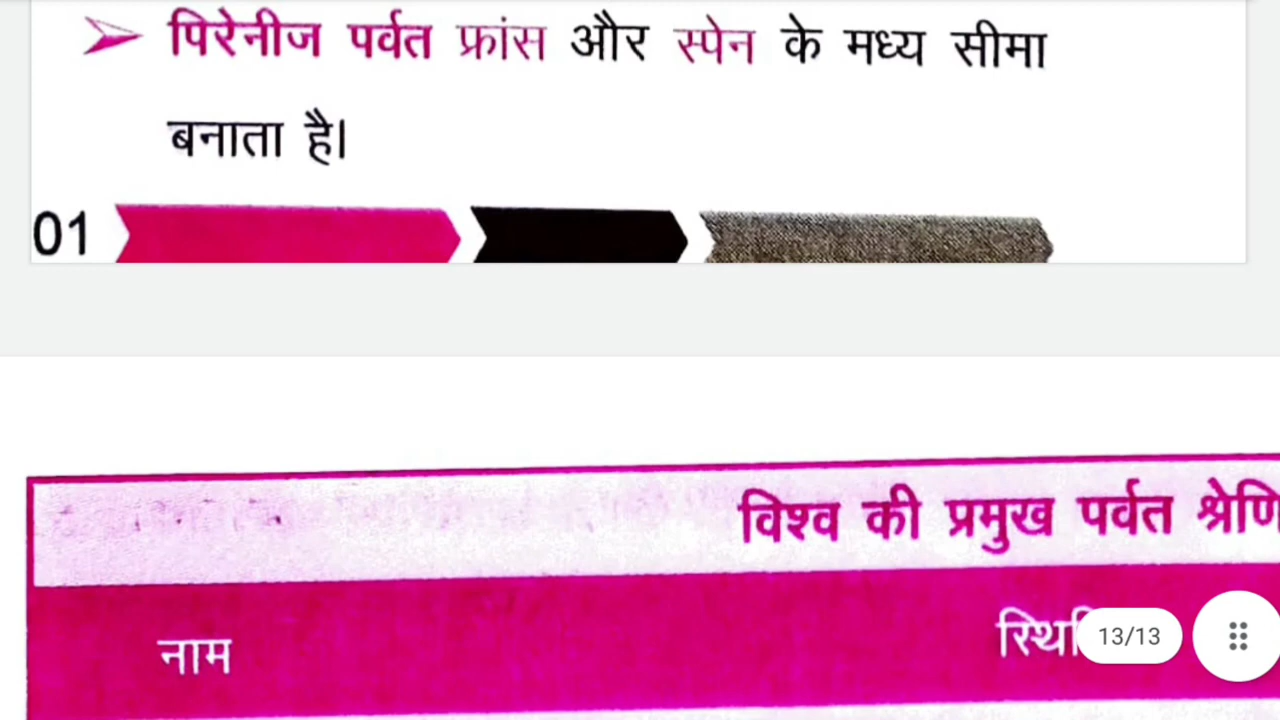 ➢ पिरेनीज पर्वत फ्रांस और स्पेन के मध्य सीमा
बनाता है।
01
विश्व की प्रमुख पर्वत
नाम
13/13